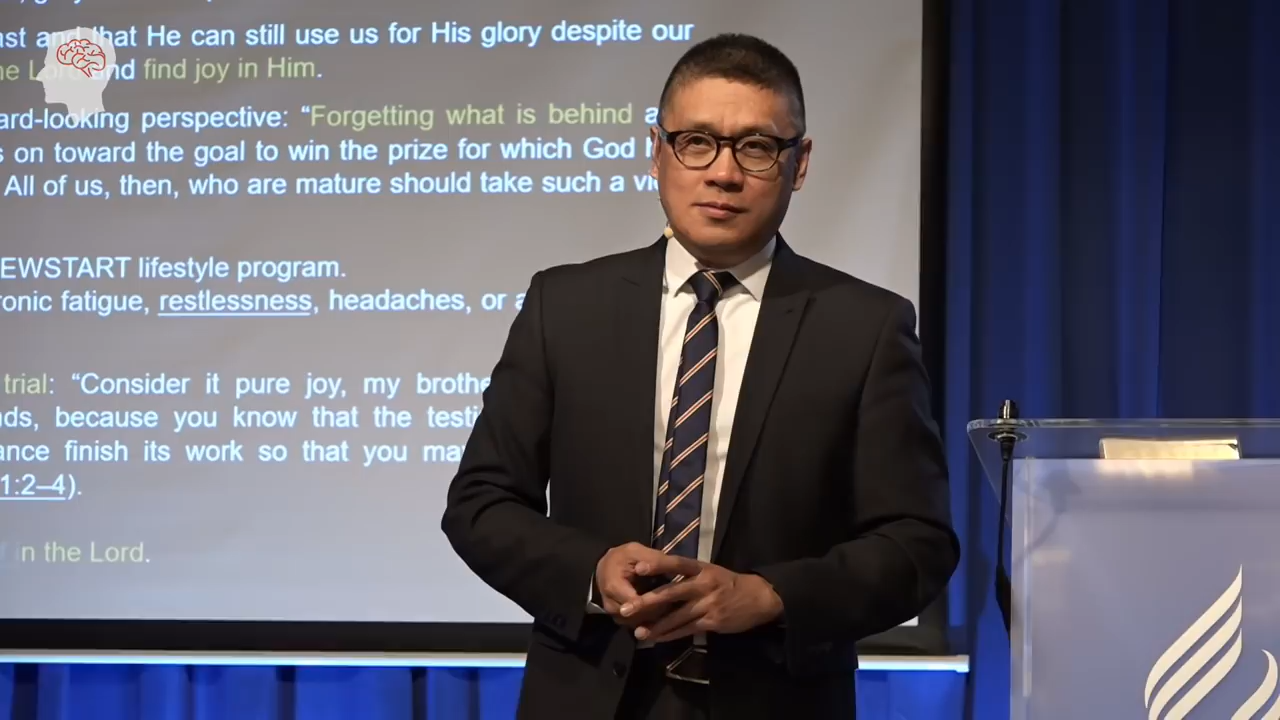 and that He can still use us for His glory despite our
and find joy in Him.
ard-looking perspective: “Forgetting what is behind
on toward the goal to win the prize for which God
All of us, then, who are mature should take such a
EWSTART lifestyle program.
ronic fatigue, restlessness, headaches, or
trial: “Consider it pure joy, my brothe
nds, because you know that the testi
ance finish its work so that you
1:2–4).
in the Lord.